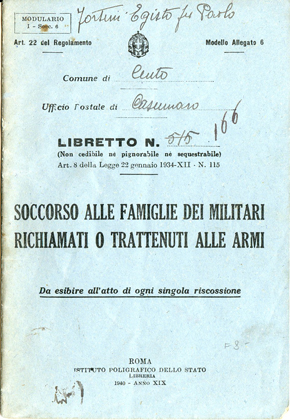 MODULARIO
I - Serv. 4
Fortini Egisto fu Paolo
Art. 22 del Regolamento
Modello Allegato 6
Comune di Cento
Ufficio Postale di Casumaro
LIBRETTO N. 515 166
(Non cedibile nè pignorabile nè sequestrabile)
Art. 8 della Legge 22 gennaio 1934-XII - N. 115
SOCCORSO ALLE FAMIGLIE DEI MILITARI
RICHIAMATI O TRATTENUTI ALLE ARMI
Da esibire all'atto di ogni singola riscossione
ROMA
ISTITUTO POLIGRAFICO DELLO STATO
LIBRERIA
1940 - ANNO XIX